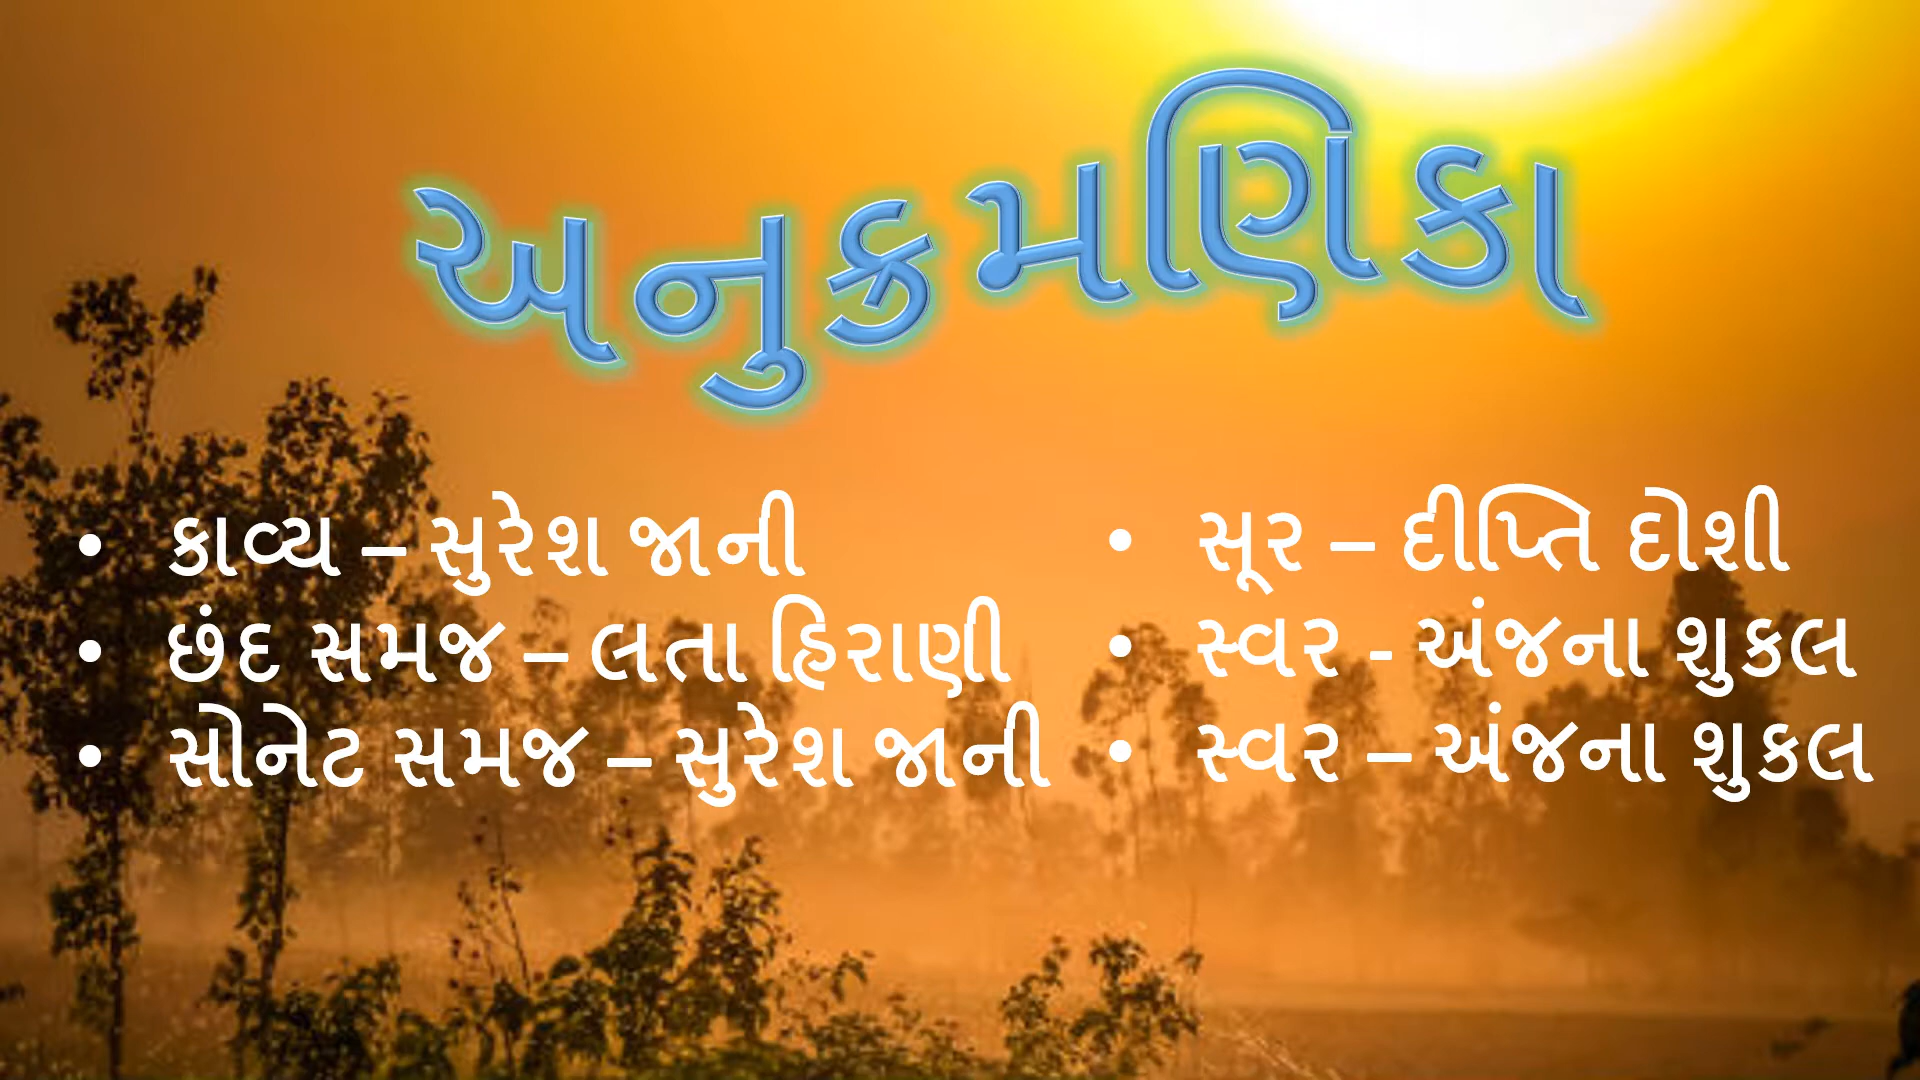 અનુક્રમણિકા
• કાવ્ય – સુરેશ જાની
• છંદ સમજ – લતા હિરાણી
• સોનેટ સમજ – સુરેશ જાની
• સૂર – દીપ્તિ દોશી
• સ્વર - અંજના શુકલ
• સ્વર – અંજના શુકલ